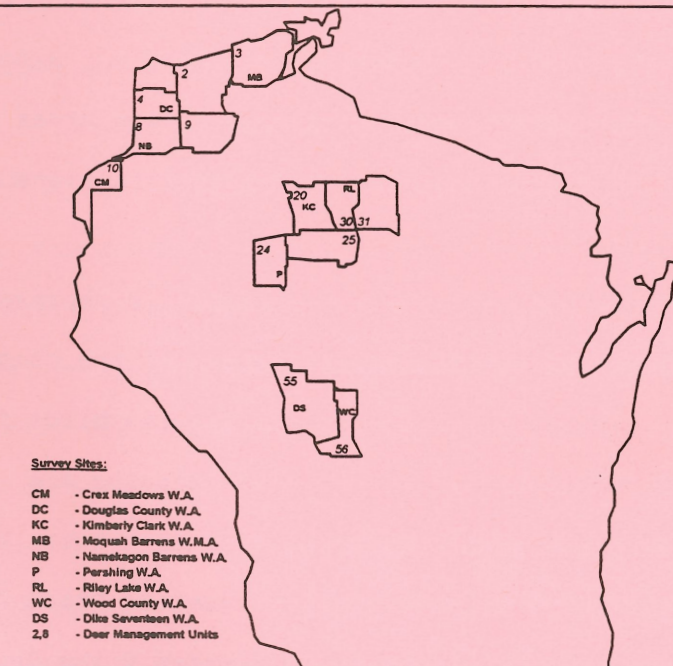 3
2
MB
4
DC
8
9
NB
10
CM
20
RL
KC
30
31
25
24
P
55
DS
WC
56
Survey Sites:
CM - Crex Meadows W.A.
DC - Douglas County W.A.
KC - Kimberly Clark W.A.
MB - Moquah Barrens W.M.A.
NB - Namekagon Barrens W.A.
P - Pershing W.A.
RL - Riley Lake W.A.
WC - Wood County W.A.
DS - Dike Seventeen W.A.
2,8 - Deer Management Units